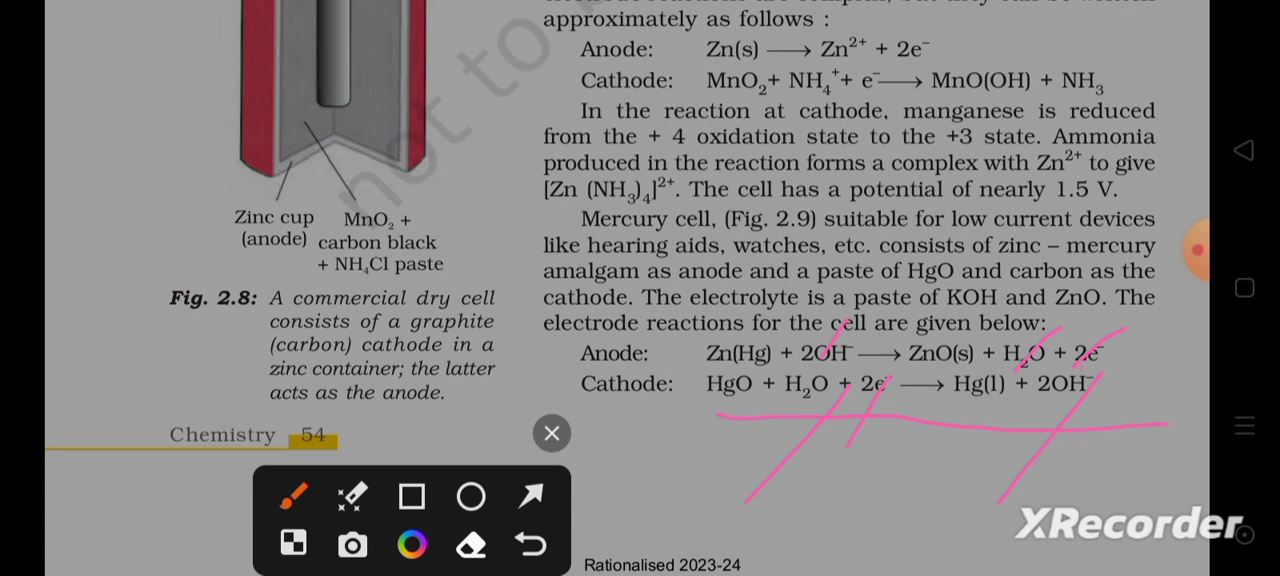 approximately as follows :
Anode: Zn(s) ⟶ Zn²⁺ + 2e⁻
Cathode: MnO₂+ NH₄⁺+ e⁻⟶ MnO(OH) + NH₃
In the reaction at cathode, manganese is reduced
from the + 4 oxidation state to the +3 state. Ammonia
produced in the reaction forms a complex with Zn²⁺ to give
[Zn (NH₃)₄]²⁺. The cell has a potential of nearly 1.5 V.
Mercury cell, (Fig. 2.9) suitable for low current devices
like hearing aids, watches, etc. consists of zinc – mercury
amalgam as anode and a paste of HgO and carbon as the
cathode. The electrolyte is a paste of KOH and ZnO. The
electrode reactions for the cell are given below:
Anode: Zn(Hg) + 2OH⁻ ⟶ ZnO(s) + H₂O + 2e⁻
Cathode: HgO + H₂O + 2e⁻ ⟶ Hg(l) + 2OH⁻
Zinc cup
(anode)
MnO₂ +
carbon black
+ NH₄Cl paste
Fig. 2.8: A commercial dry cell
consists of a graphite
(carbon) cathode in a
zinc container; the latter
acts as the anode.
Chemistry 54
not to
XRecorder
Rationalised 2023-24